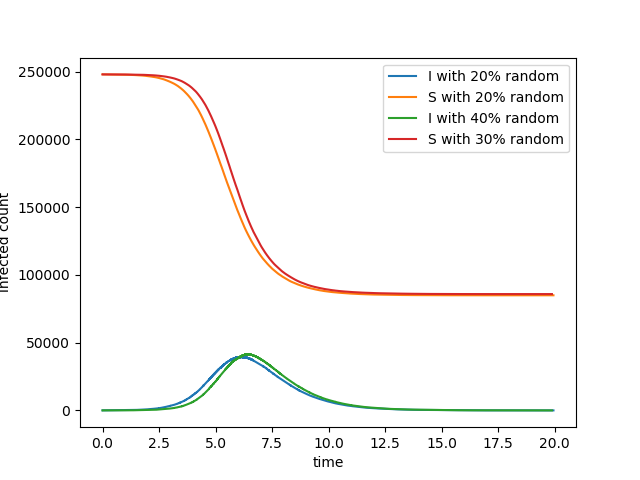 I with 20% random
S with 20% random
I with 40% random
S with 30% random
250000
200000
150000
100000
50000
0
infected count
0.0 2.5 5.0 7.5 10.0 12.5 15.0 17.5 20.0
time